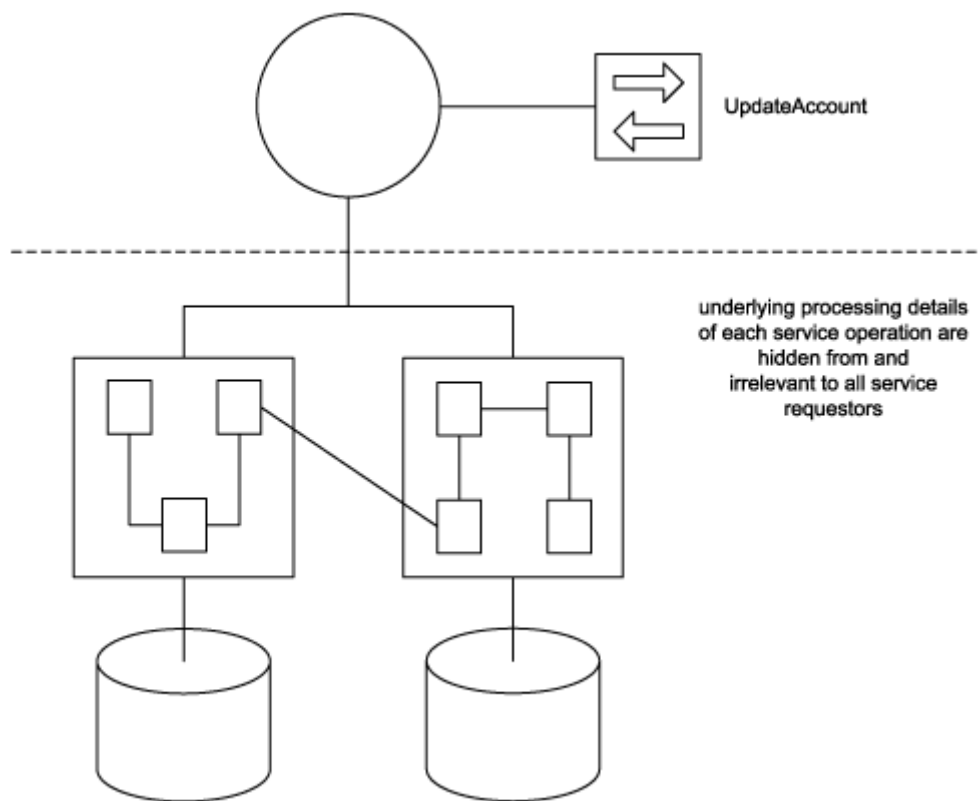 UpdateAccount
underlying processing details
of each service operation are
hidden from and
irrelevant to all service
requestors